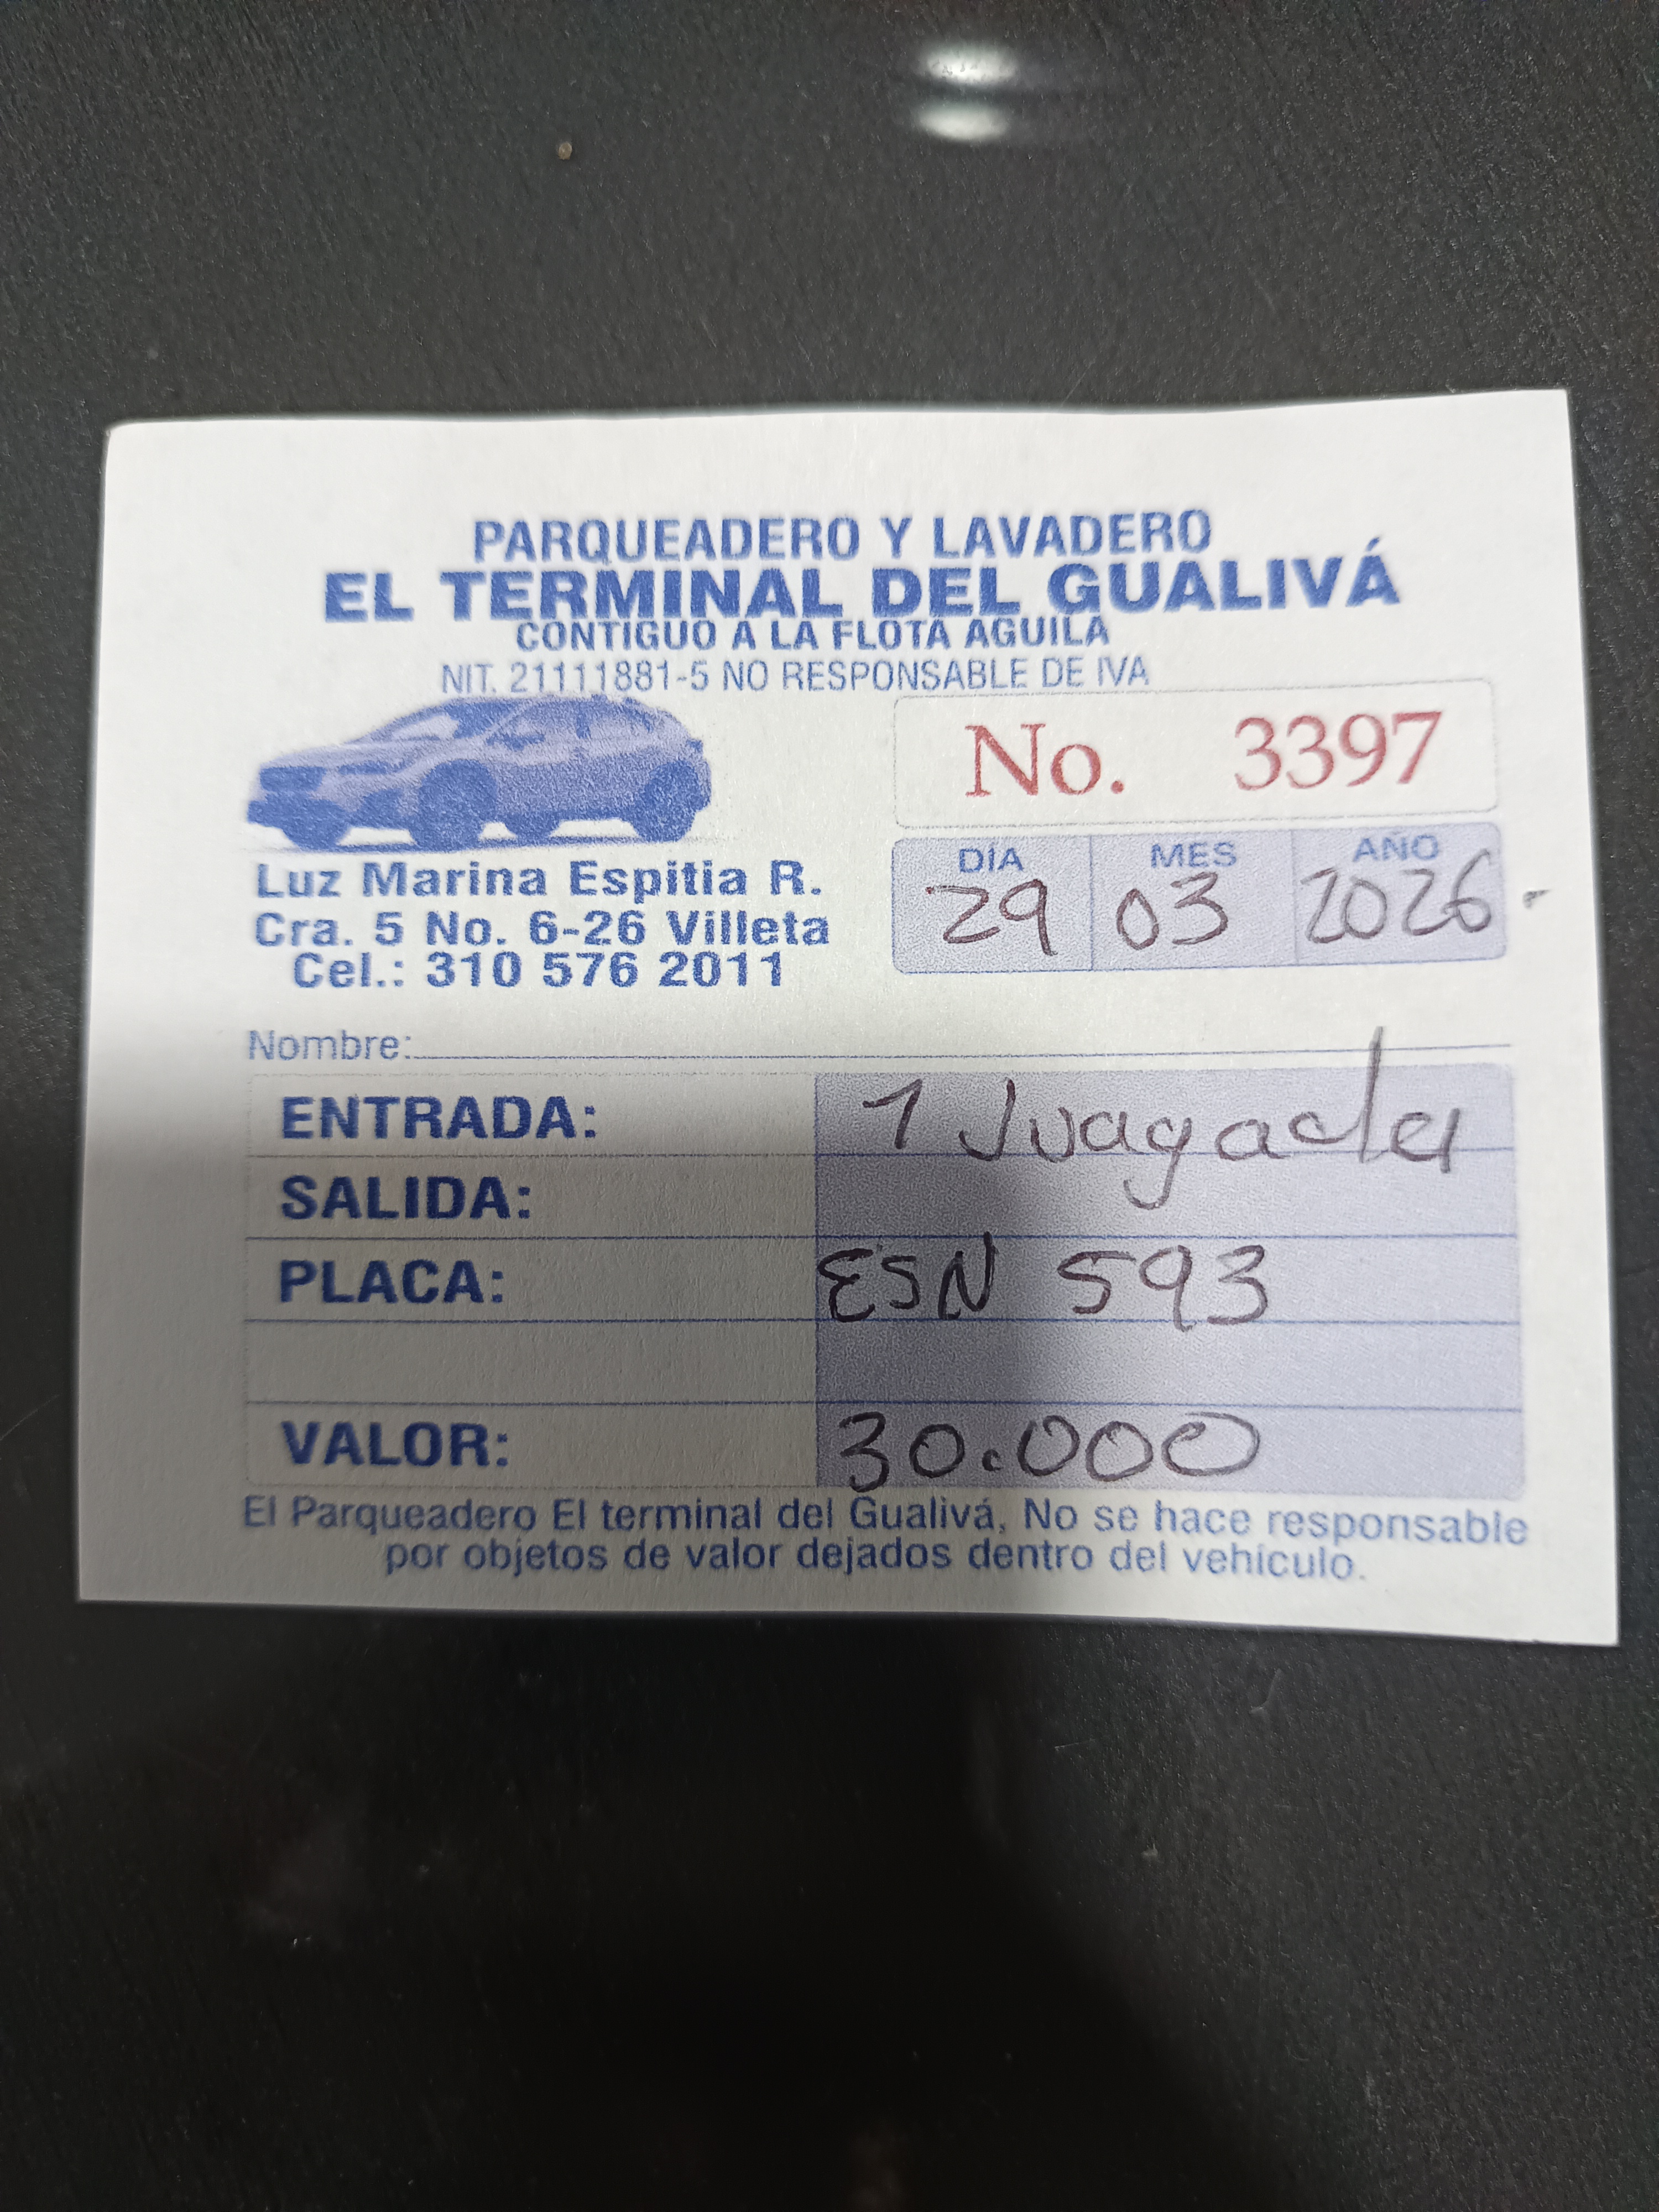 PARQUEADERO Y LAVADERO
EL TERMINAL DEL GUALIVÁ
CONTIGUO A LA FLOTA AGUILA
NIT. 21111881-5 NO RESPONSABLE DE IVA
No. 3397
DÍA MES AÑO
29 03 2026
Luz Marina Espitia R.
Cra. 5 No. 6-26 Villeta
Cel.: 310 576 2011
Nombre:
ENTRADA: 1 Juagada
SALIDA:
PLACA: ESN 593
VALOR: 30.000
El Parqueadero El terminal del Gualivá, No se hace responsable
por objetos de valor dejados dentro del vehículo.